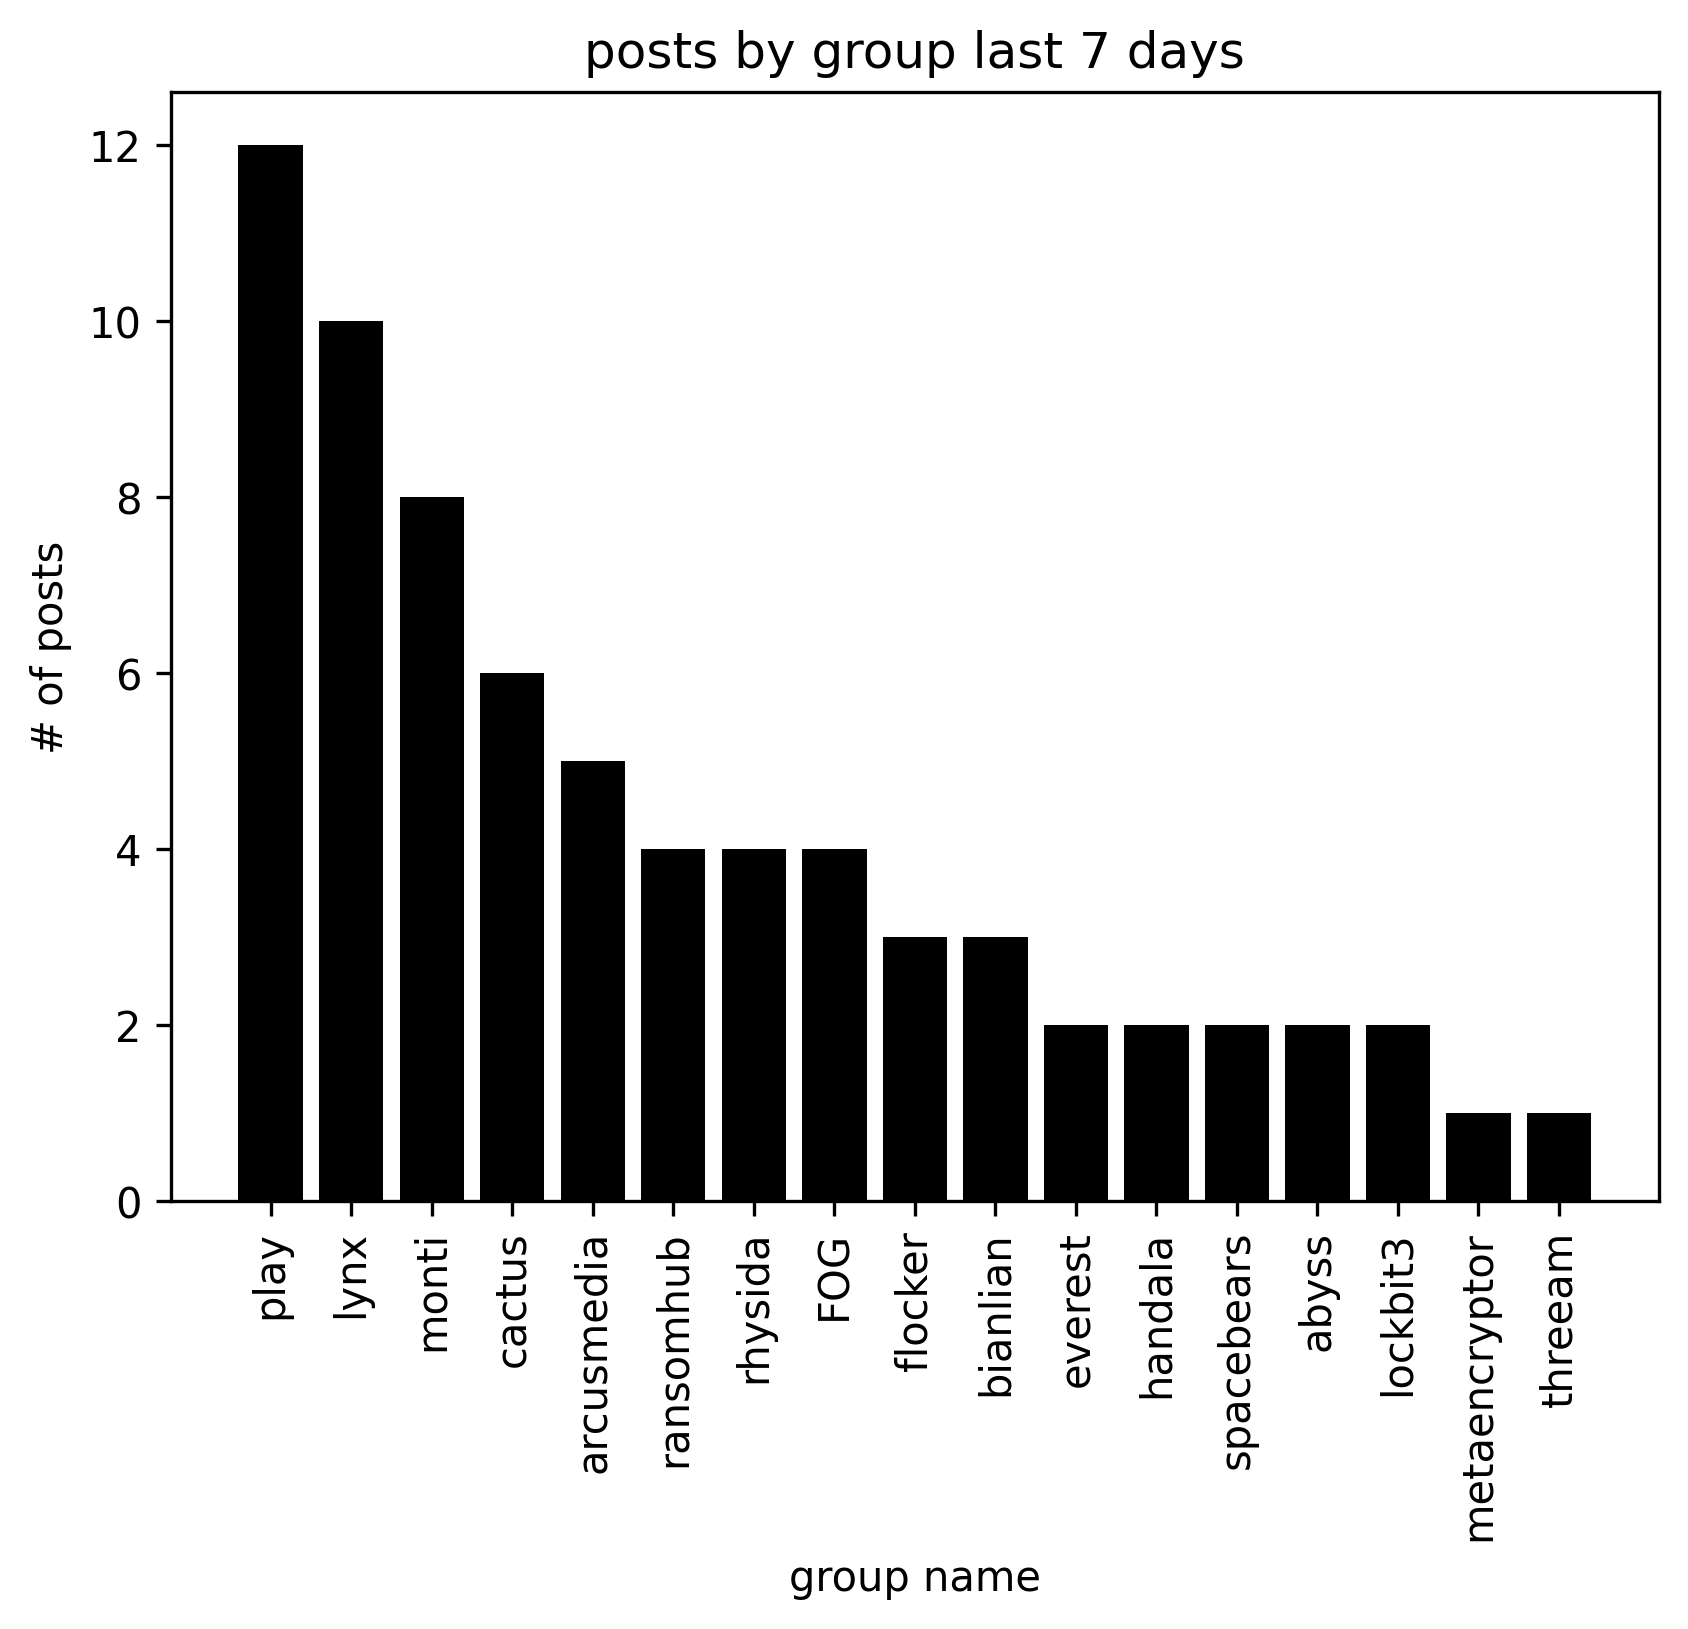 posts by group last 7 days
12
10
8
6
4
2
0
# of posts
play
lynx
monti
cactus
arcusmedia
ransomhub
rhysida
FOG
flocker
bianlian
everest
handala
spacebears
abyss
lockbit3
metaencryptor
threeam
group name